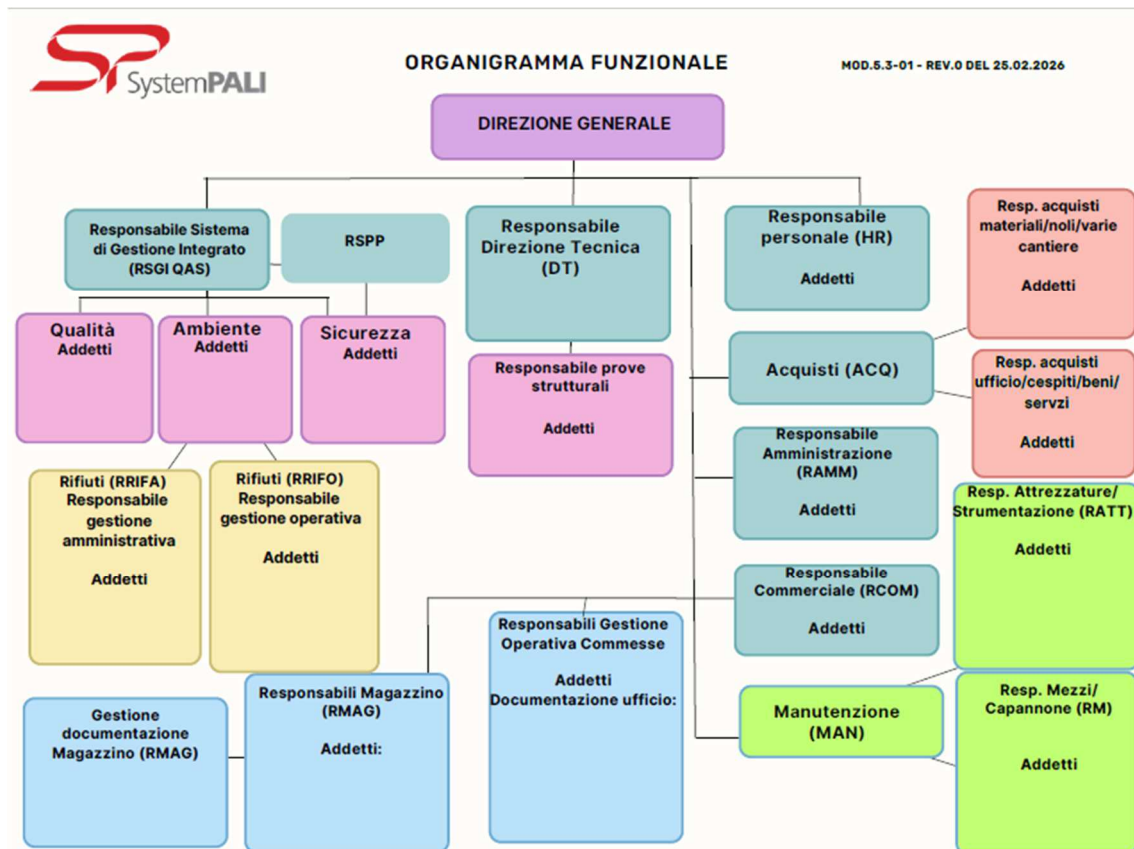 SP
SystemPALI
ORGANIGRAMMA FUNZIONALE
MOD.5.3-01 - REV.0 DEL 25.02.2026
DIREZIONE GENERALE
Responsabile Sistema
di Gestione Integrato
(RSGI QAS)
RSPP
Responsabile
Direzione Tecnica
(DT)
Responsabile
personale (HR)
Addetti
Resp. acquisti
materiali/noli/varie
cantiere
Addetti
Qualità
Addetti
Ambiente
Addetti
Sicurezza
Addetti
Responsabile prove
strutturali
Addetti
Acquisti (ACQ)
Resp. acquisti
ufficio/cespiti/beni/
servzi
Addetti
Rifiuti (RRIFA)
Responsabile
gestione
amministrativa
Addetti
Rifiuti (RRIFO)
Responsabile
gestione operativa
Addetti
Responsabile
Amministrazione
(RAMM)
Addetti
Resp. Attrezzature/
Strumentazione (RATT)
Addetti
Responsabile
Commerciale (RCOM)
Addetti
Responsabili Gestione
Operativa Commesse
Addetti
Documentazione ufficio:
Gestione
documentazione
Magazzino (RMAG)
Responsabili Magazzino
(RMAG)
Addetti:
Manutenzione
(MAN)
Resp. Mezzi/
Capannone (RM)
Addetti